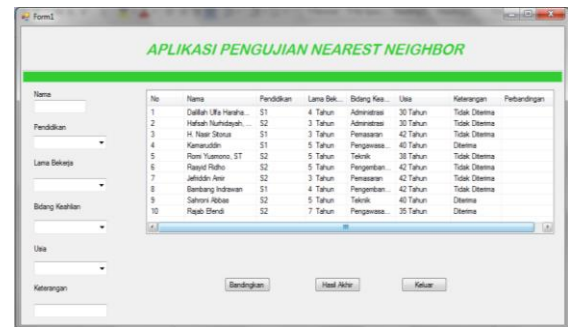 Form1
APLIKASI PENGUJIAN NEAREST NEIGHBOR
Nama
Pendidikan
Lama Bekerja
Bidang Keahlian
Usia
Keterangan
No Nama Pendidikan Lama Bek... Bidang Kea... Usia Keterangan Perbandingan
1 Dalillah Ulfa Haraha... S1 4 Tahun Administrasi 30 Tahun Tidak Diterima
2 Hafsah Nurhidayah, ... S2 3 Tahun Administrasi 30 Tahun Tidak Diterima
3 H. Nasir Sitorus S1 3 Tahun Pemasaran 42 Tahun Tidak Diterima
4 Kamaruddin S1 5 Tahun Pengawasa... 40 Tahun Diterima
5 Romi Yusmono, ST S2 5 Tahun Teknik 38 Tahun Tidak Diterima
6 Rasyid Ridho S2 5 Tahun Pengemban... 42 Tahun Tidak Diterima
7 Jefriddin Amir S2 3 Tahun Pemasaran 42 Tahun Tidak Diterima
8 Bambang Indrawan S1 4 Tahun Pengemban... 42 Tahun Tidak Diterima
9 Sahroni Abbas S2 5 Tahun Teknik 40 Tahun Diterima
10 Rajab Efendi S2 7 Tahun Pengawasa... 35 Tahun Diterima
Bandingkan Hasil Akhir Keluar